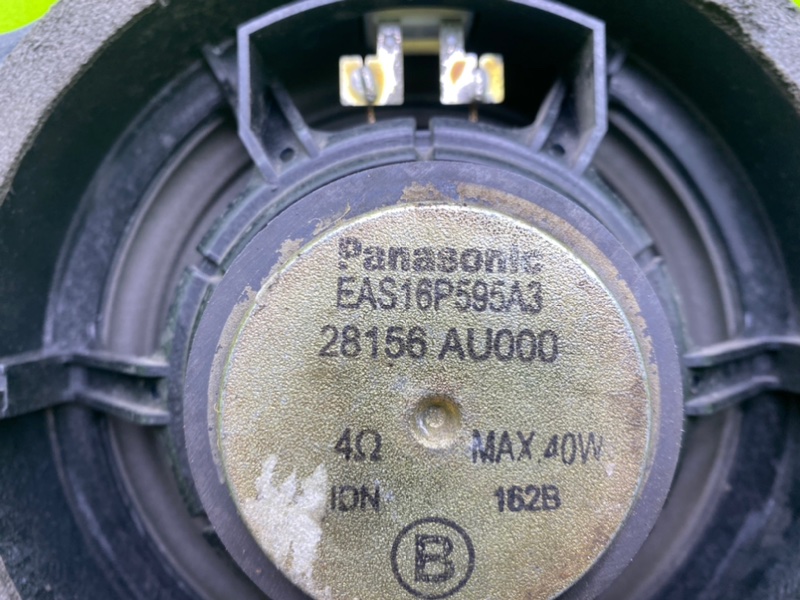 Panasonic
EAS16P595A3
28156 AU000
4Ω MAX.40W
IDN 162B
B